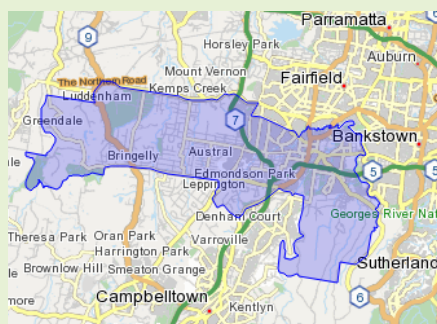 Parramatta
9
Horsley Park
Auburn
Mount Vernon
The Northern Road
Kemps Creek
Fairfield
Luddenham
Greendale
7
Bankstown
Austral
Bringelly
Edmondson Park
5
5
Leppington
Denham Court
Georges River Nat
Theresa Park
Oran Park
Varroville
Harrington Park
Brownlow Hill
Smeaton Grange
Sutherland
6
more
Campbelltown
Kentlyn